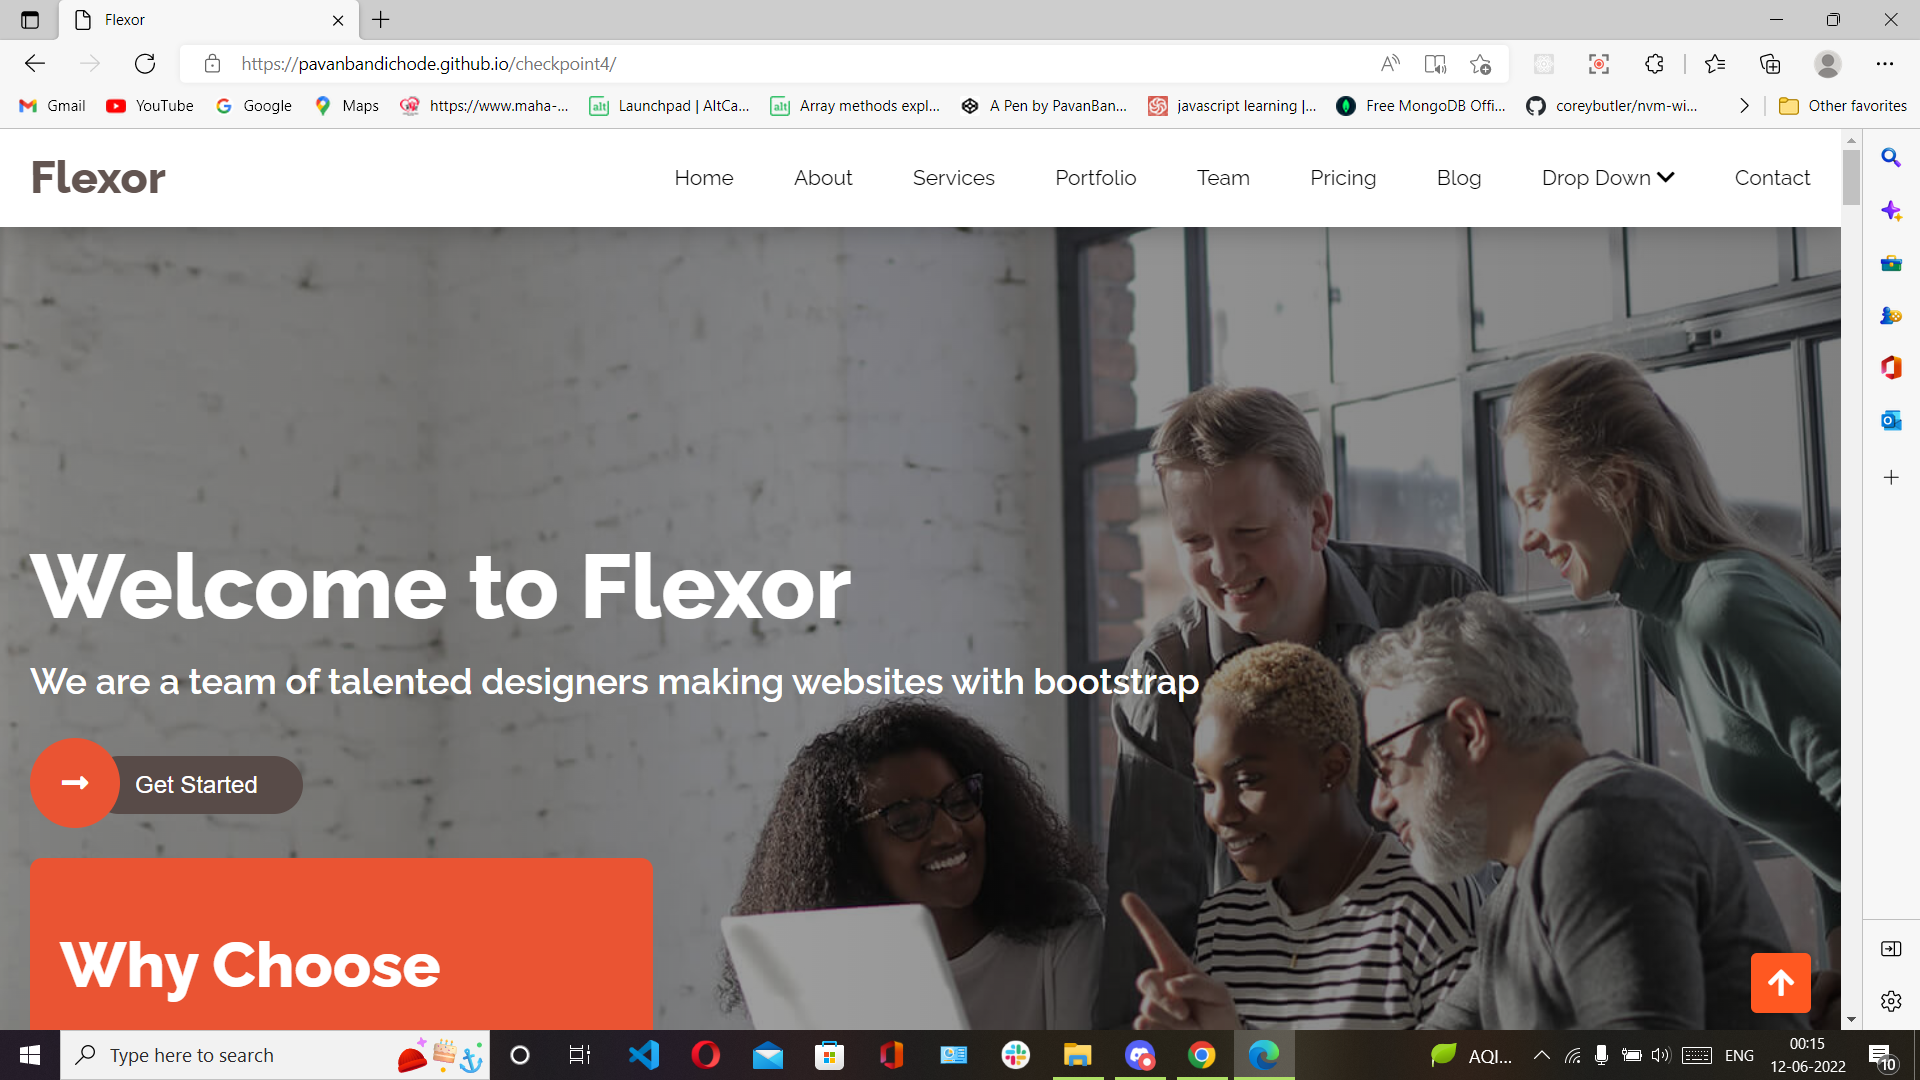 Flexor
https://pavanbandichode.github.io/checkpoint4/
Gmail YouTube Google Maps https://www.maha-... Launchpad | AltCa... Array methods expl... A Pen by PavanBan... javascript learning |... Free MongoDB Offi... coreybutler/nvm-wi... Other favorites
Flexor
Home About Services Portfolio Team Pricing Blog Drop Down Contact
Welcome to Flexor
We are a team of talented designers making websites with bootstrap
Get Started
Why Choose
Type here to search
AQI...
ENG
00:15
12-06-2022
10